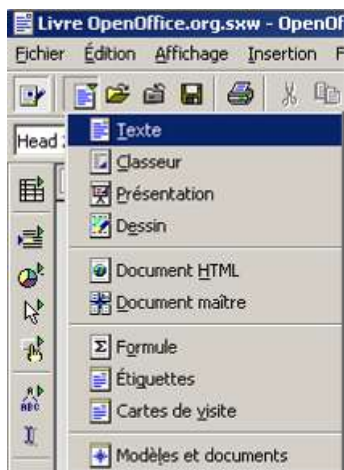 Livre OpenOffice.org.sxw - OpenOf
Fichier Édition Affichage Insertion F
Head
Texte
Classeur
Présentation
Dessin
Document HTML
Document maître
Formule
Étiquettes
Cartes de visite
Modèles et documents
ABC